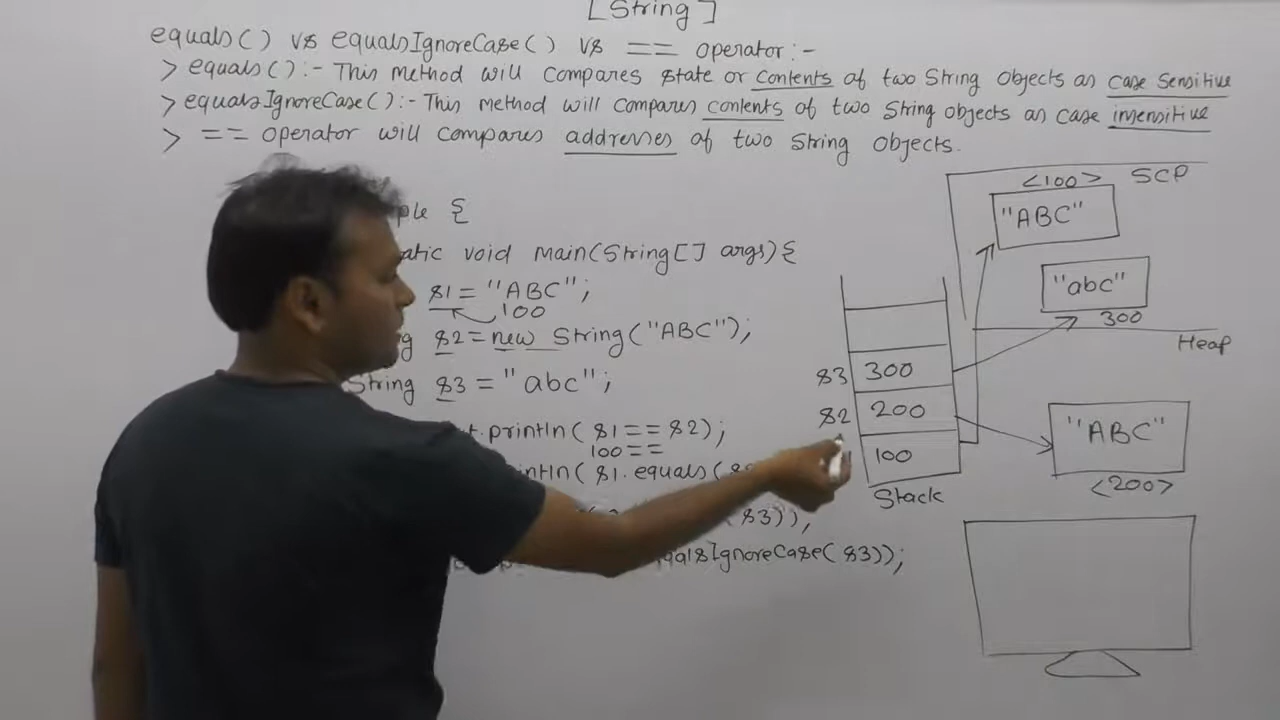 [String]
equals() vs equalsIgnoreCase() vs == operator:-
> equals():- This method will compares state or contents of two String objects as case sensitive
> equalsIgnoreCase():- This method will compares contents of two String objects as case insensitive
> == operator will compares addresses of two String objects.
ple {
atic void main(String[] args){
s1 = "ABC";
100
g s2 = new String("ABC");
String s3 = "abc";
t.println( s1 == s2);
100 ==
intln( s1.equals(
s3));
qualsIgnoreCase( s3));
SCP
<100>
"ABC"
"abc"
300
Heap
s3 300
s2 200
100
Stack
"ABC"
<200>